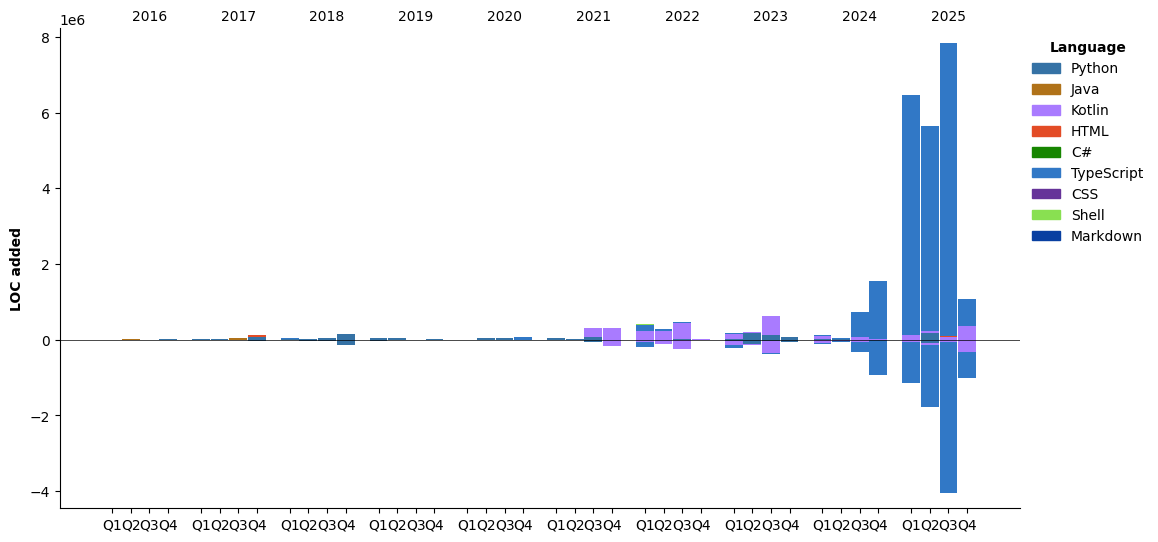 1e6
2016 2017 2018 2019 2020 2021 2022 2023 2024 2025
8
6
4
2
0
−2
−4
LOC added
Q1Q2Q3Q4 Q1Q2Q3Q4 Q1Q2Q3Q4 Q1Q2Q3Q4 Q1Q2Q3Q4 Q1Q2Q3Q4 Q1Q2Q3Q4 Q1Q2Q3Q4 Q1Q2Q3Q4 Q1Q2Q3Q4
Language
Python
Java
Kotlin
HTML
C#
TypeScript
CSS
Shell
Markdown